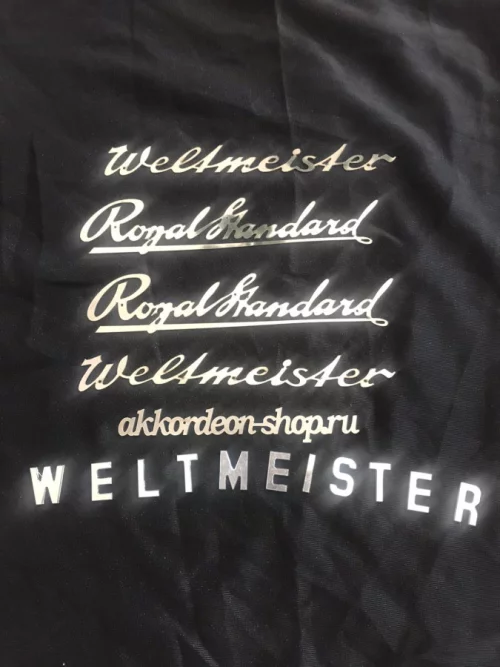 Weltmeister
Royal Standard
Royal Standard
Weltmeister
akkordeon-shop.ru
WELTMEISTER